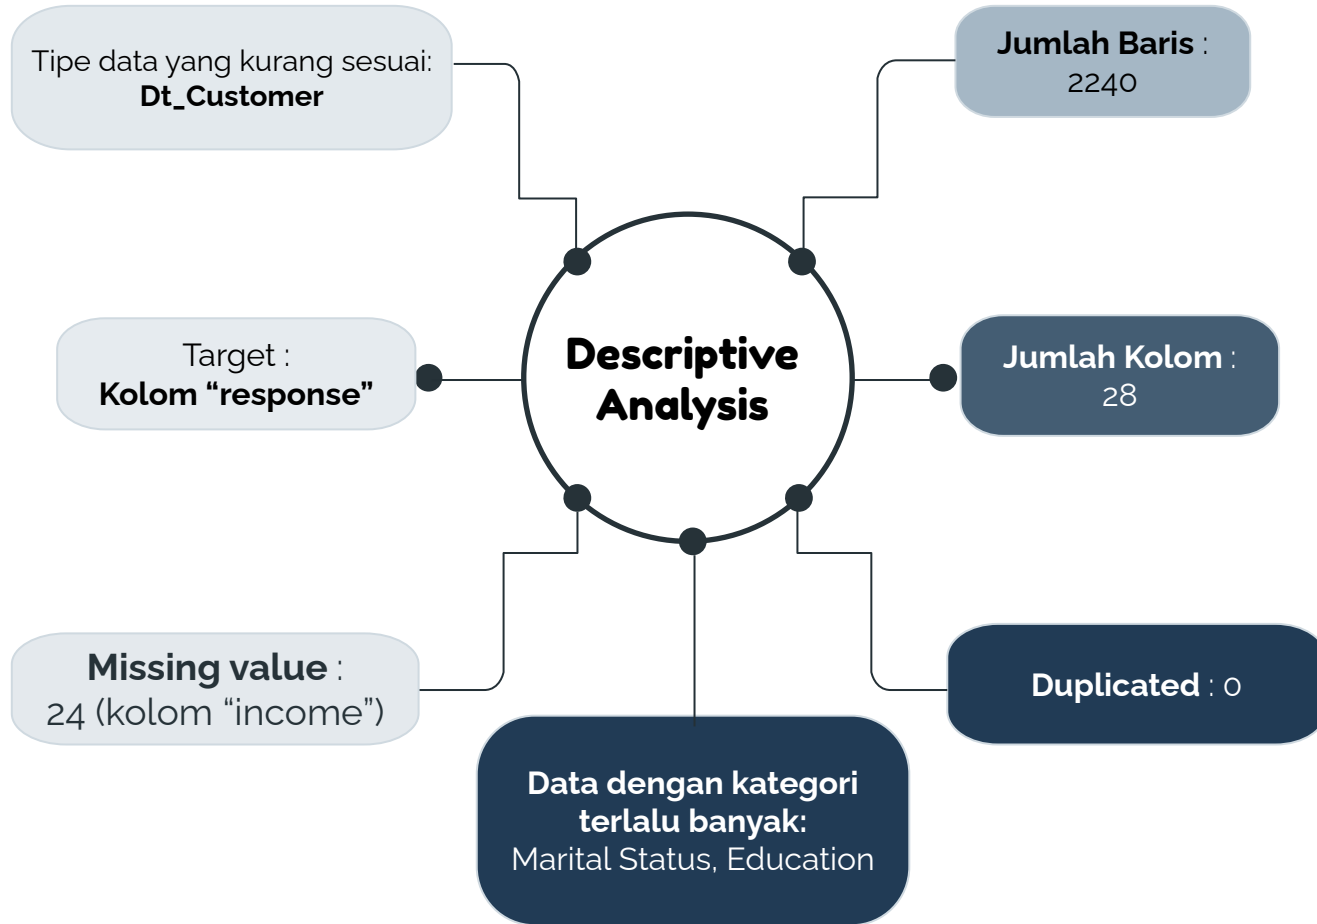 Tipe data yang kurang sesuai:
Dt_Customer
Jumlah Baris :
2240
Target :
Kolom “response”
Descriptive
Analysis
Jumlah Kolom :
28
Missing value :
24 (kolom “income”)
Duplicated : 0
Data dengan kategori
terlalu banyak:
Marital Status, Education